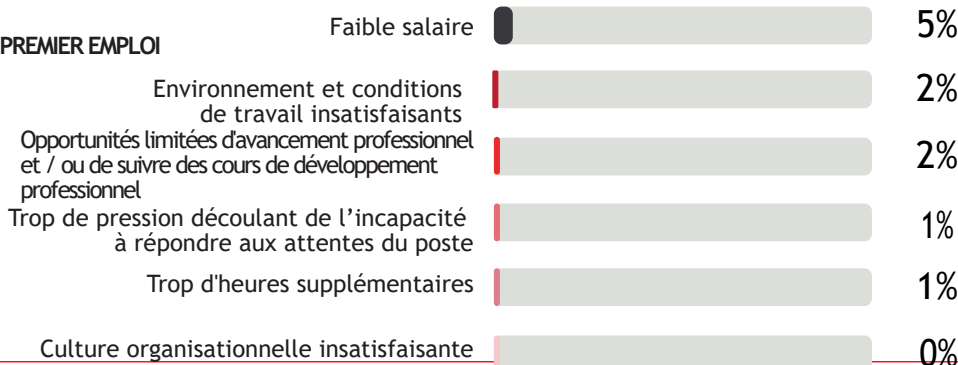 Faible salaire 5%
PREMIER EMPLOI
Environnement et conditions
de travail insatisfaisants 2%
Opportunités limitées d'avancement professionnel
et / ou de suivre des cours de développement
professionnel 2%
Trop de pression découlant de l’incapacité
à répondre aux attentes du poste 1%
Trop d'heures supplémentaires 1%
Culture organisationnelle insatisfaisante 0%